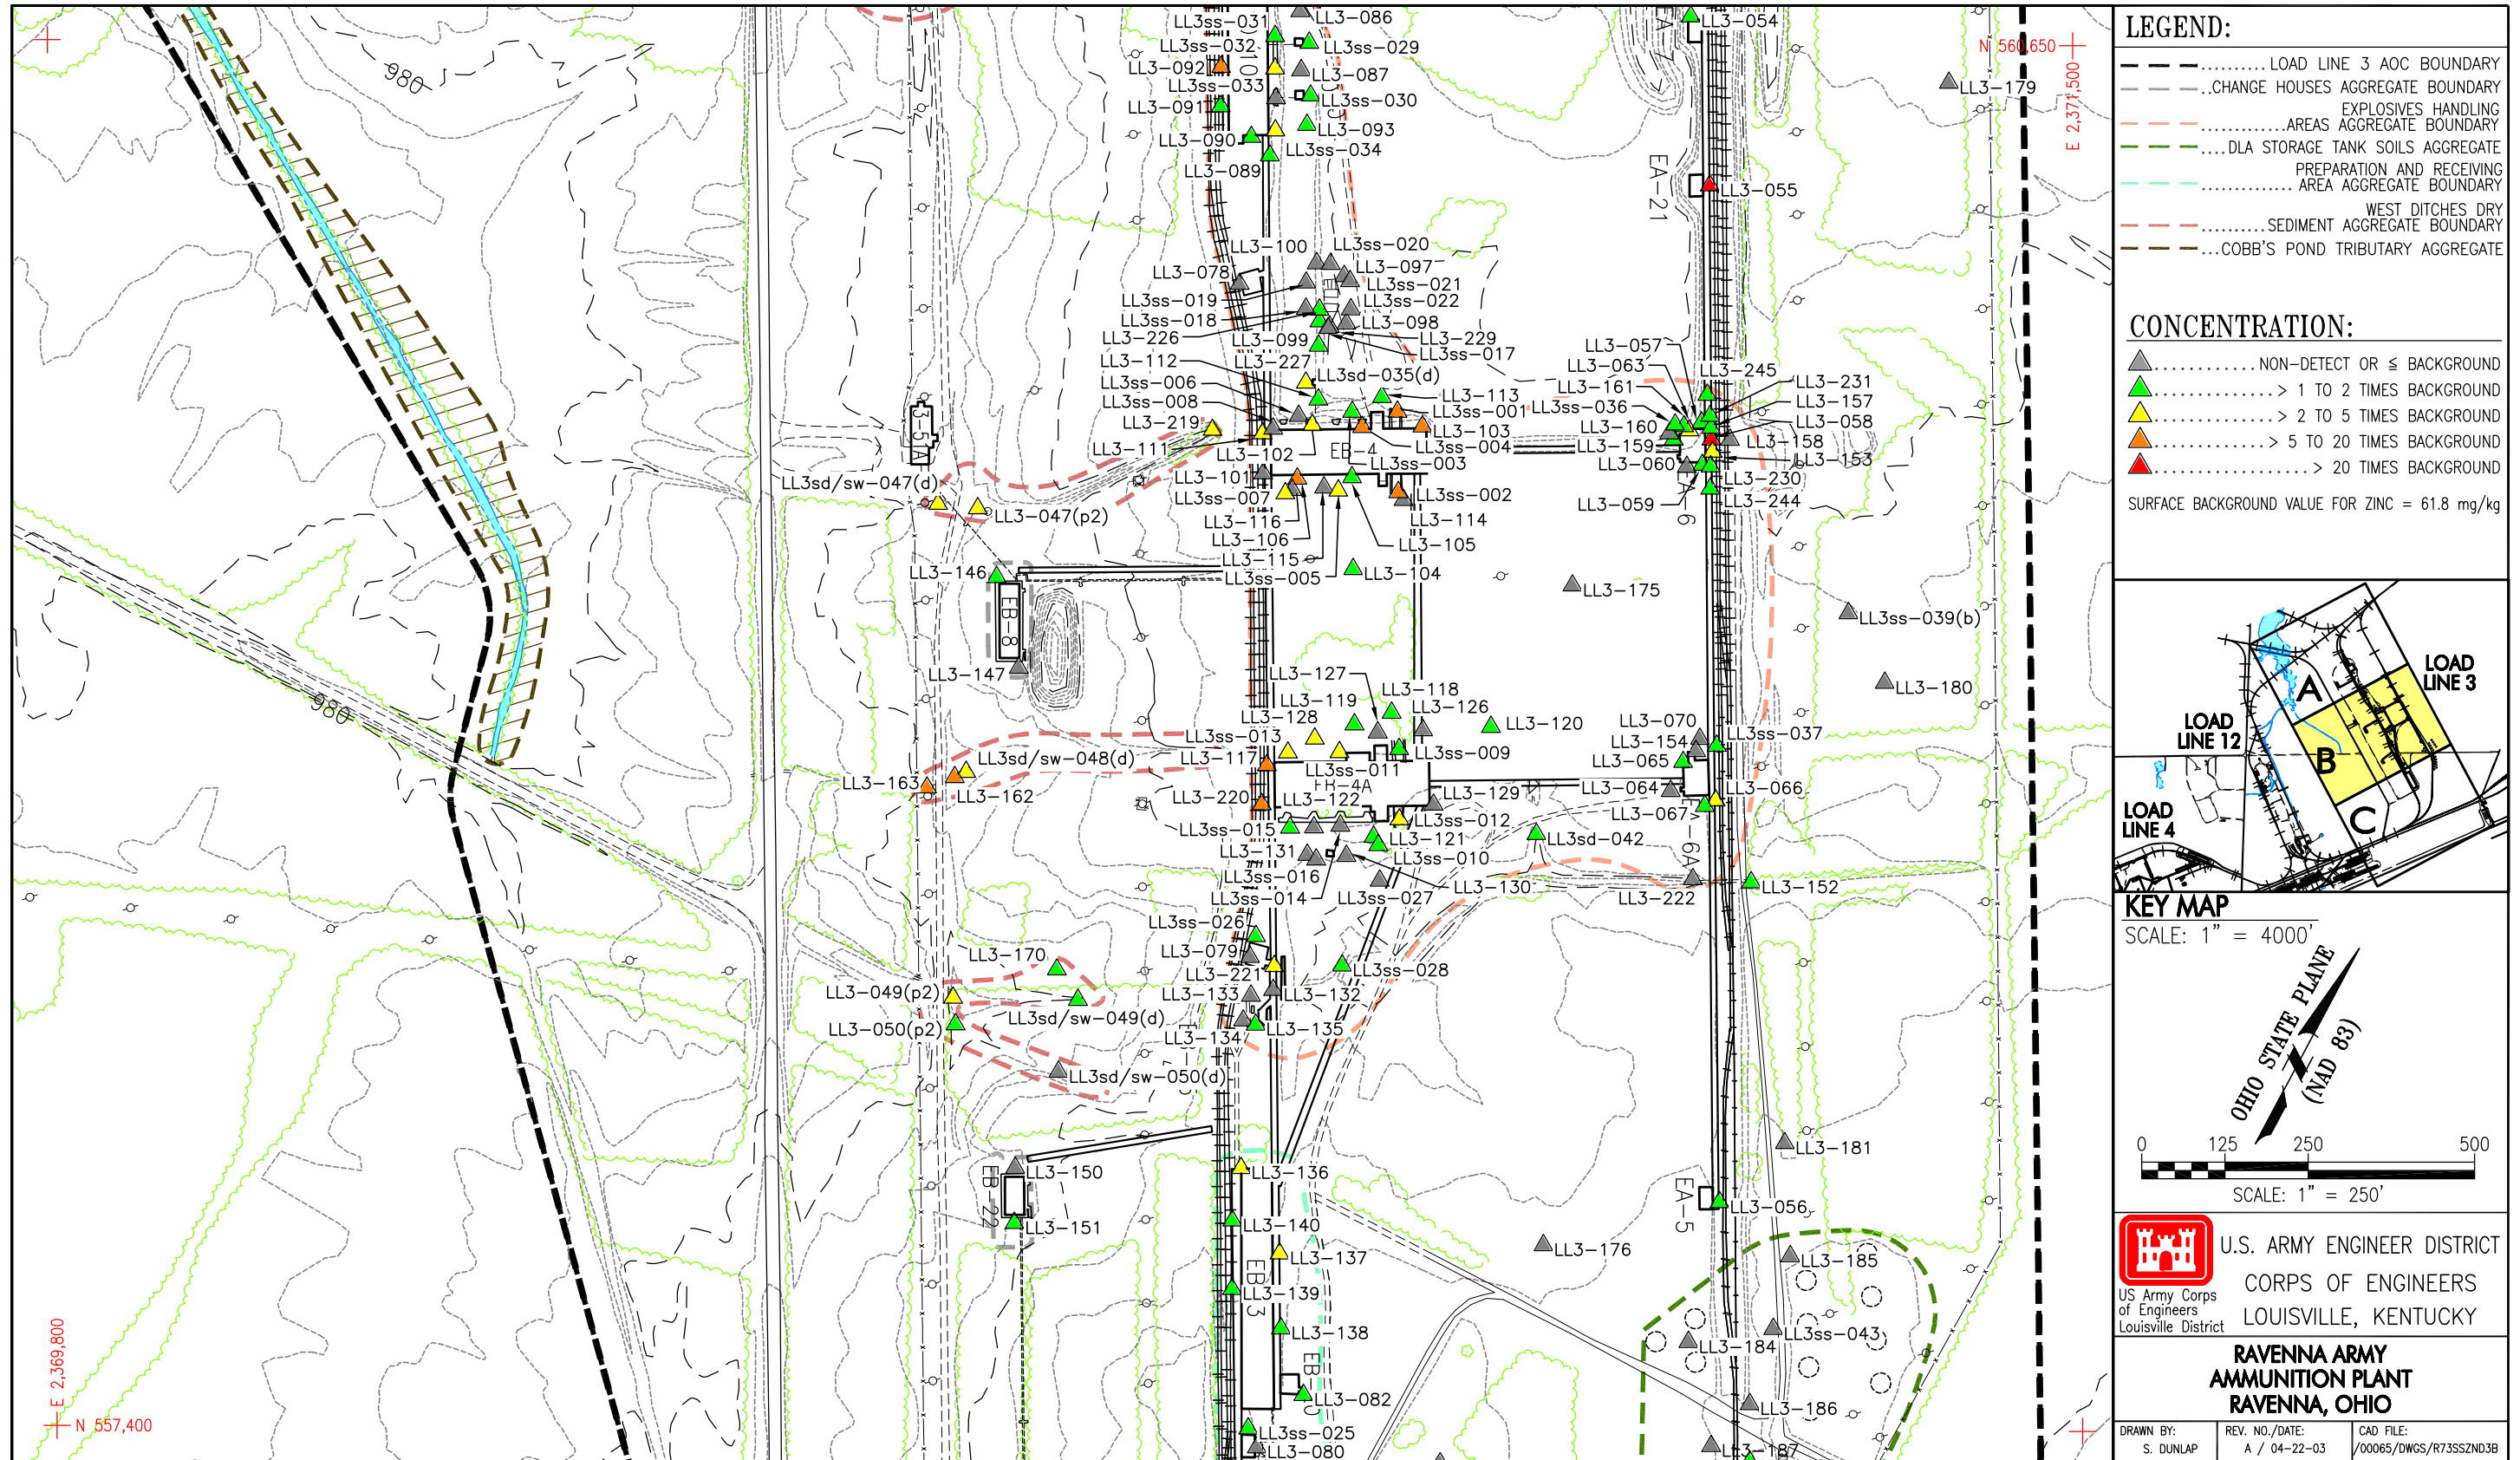 LL3ss-031
LL3-086
LL3-054
LL3ss-032
LL3ss-029
LL3-092
LL3-087
LL3ss-033
LL3ss-030
LL3-091
LL3-093
LL3-090
LL3ss-034
LL3-089
LL3-179
N 560,650
E 2,371,500
980
EA-21
LL3-055
LL3-100
LL3ss-020
LL3-078
LL3-097
LL3ss-019
LL3ss-021
LL3ss-018
LL3ss-022
LL3-226
LL3-098
LL3-099
LL3-229
LL3ss-017
LL3-112
LL3-227
LL3ss-006
LL3sd-035(d)
LL3ss-008
LL3-113
LL3-219
LL3ss-001
LL3-111
LL3-103
LL3-102
EB-4
LL3ss-004
LL3-101
LL3ss-003
LL3ss-007
LL3ss-002
LL3-116
LL3-114
LL3-106
LL3-105
LL3-115
LL3ss-005
LL3-104
LL3-057
LL3-063
LL3-245
LL3-161
LL3-231
LL3ss-036
LL3-157
LL3-160
LL3-058
LL3-159
LL3-158
LL3-060
LL3-153
LL3-230
LL3-059
LL3-244
3-51A
LL3sd/sw-047(d)
LL3-047(p2)
LL3-146
EB-8
LL3-147
LL3-175
LL3ss-039(b)
LL3-180
980
LL3-127
LL3-118
LL3-119
LL3-126
LL3-128
LL3-120
LL3ss-013
LL3ss-009
LL3-117
LL3ss-011
EB-4A
LL3-220
LL3-122
LL3-129
LL3ss-015
LL3ss-012
LL3-131
LL3-121
LL3ss-010
LL3ss-016
LL3-130
LL3ss-014
LL3ss-027
LL3sd-042
LL3-070
LL3ss-037
LL3-154
LL3-065
LL3-064
LL3-066
LL3-067
LL3-222
LL3-152
LL3sd/sw-048(d)
LL3-163
LL3-162
LL3ss-026
LL3-079
LL3-221
LL3ss-028
LL3-133
LL3-132
LL3-134
LL3-135
LL3-170
LL3-049(p2)
LL3sd/sw-049(d)
LL3-050(p2)
LL3sd/sw-050(d)
LL3-150
EB-22
LL3-151
LL3-136
LL3-140
LL3-137
EB-3
LL3-139
LL3-138
LL3-082
LL3ss-025
LL3-080
LL3-176
LL3-181
EA-5
LL3-056
LL3-185
LL3ss-043
LL3-184
LL3-186
LL3-187
E 2,369,800
N 557,400
LEGEND:
LOAD LINE 3 AOC BOUNDARY
CHANGE HOUSES AGGREGATE BOUNDARY
EXPLOSIVES HANDLING
AREAS AGGREGATE BOUNDARY
DLA STORAGE TANK SOILS AGGREGATE
PREPARATION AND RECEIVING
AREA AGGREGATE BOUNDARY
WEST DITCHES DRY
SEDIMENT AGGREGATE BOUNDARY
COBB'S POND TRIBUTARY AGGREGATE
CONCENTRATION:
NON-DETECT OR ≤ BACKGROUND
> 1 TO 2 TIMES BACKGROUND
> 2 TO 5 TIMES BACKGROUND
> 5 TO 20 TIMES BACKGROUND
> 20 TIMES BACKGROUND
SURFACE BACKGROUND VALUE FOR ZINC = 61.8 mg/kg
LOAD
LINE 3
A
LOAD
LINE 12
B
LOAD
LINE 4
C
KEY MAP
SCALE: 1" = 4000'
OHIO STATE PLANE
(NAD 83)
0 125 250 500
SCALE: 1" = 250'
US Army Corps
of Engineers
Louisville District
U.S. ARMY ENGINEER DISTRICT
CORPS OF ENGINEERS
LOUISVILLE, KENTUCKY
RAVENNA ARMY
AMMUNITION PLANT
RAVENNA, OHIO
DRAWN BY:
S. DUNLAP
REV. NO./DATE:
A / 04-22-03
CAD FILE:
/00065/DWGS/R73SSZND3B